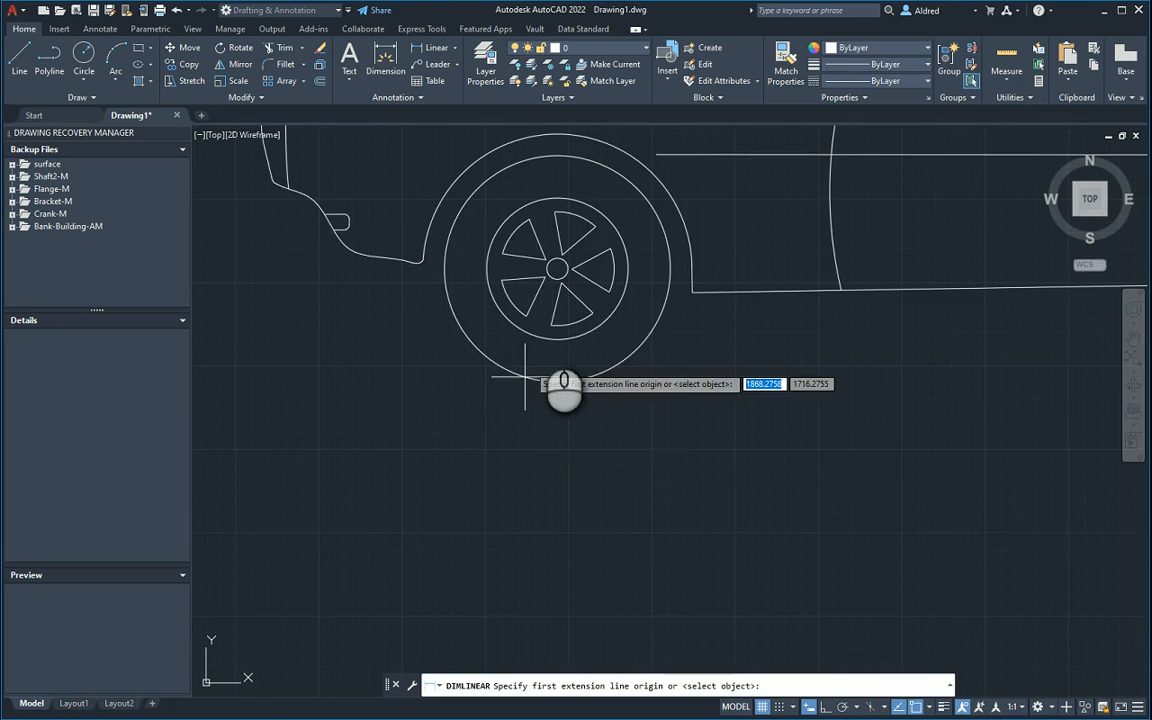 Drafting & Annotation
Share
Autodesk AutoCAD 2022 Drawing1.dwg
Type a keyword or phrase
Aldred
Home Insert Annotate Parametric View Manage Output Add-ins Collaborate Express Tools Featured Apps Vault Data Standard
Line Polyline Circle Arc
Move Rotate Trim
Copy Mirror Fillet
Stretch Scale Array
Text Dimension
Linear
Leader
Table
Layer Properties
0
Make Current
Match Layer
Insert
Create
Edit
Edit Attributes
Match Properties
ByLayer
ByLayer
ByLayer
Group
Measure
Paste
Base
Draw Modify Annotation Layers Block Properties Groups Utilities Clipboard View
Start Drawing1*
DRAWING RECOVERY MANAGER
Backup Files
surface
Shaft2-M
Flange-M
Bracket-M
Crank-M
Bank-Building-AM
Details
Preview
[−][Top][2D Wireframe]
N
W TOP E
S
WCS
first extension line origin or <select object>: 1868.2758 1716.2755
Y
X
DIMLINEAR Specify first extension line origin or <select object>:
Model Layout1 Layout2
MODEL 1:1